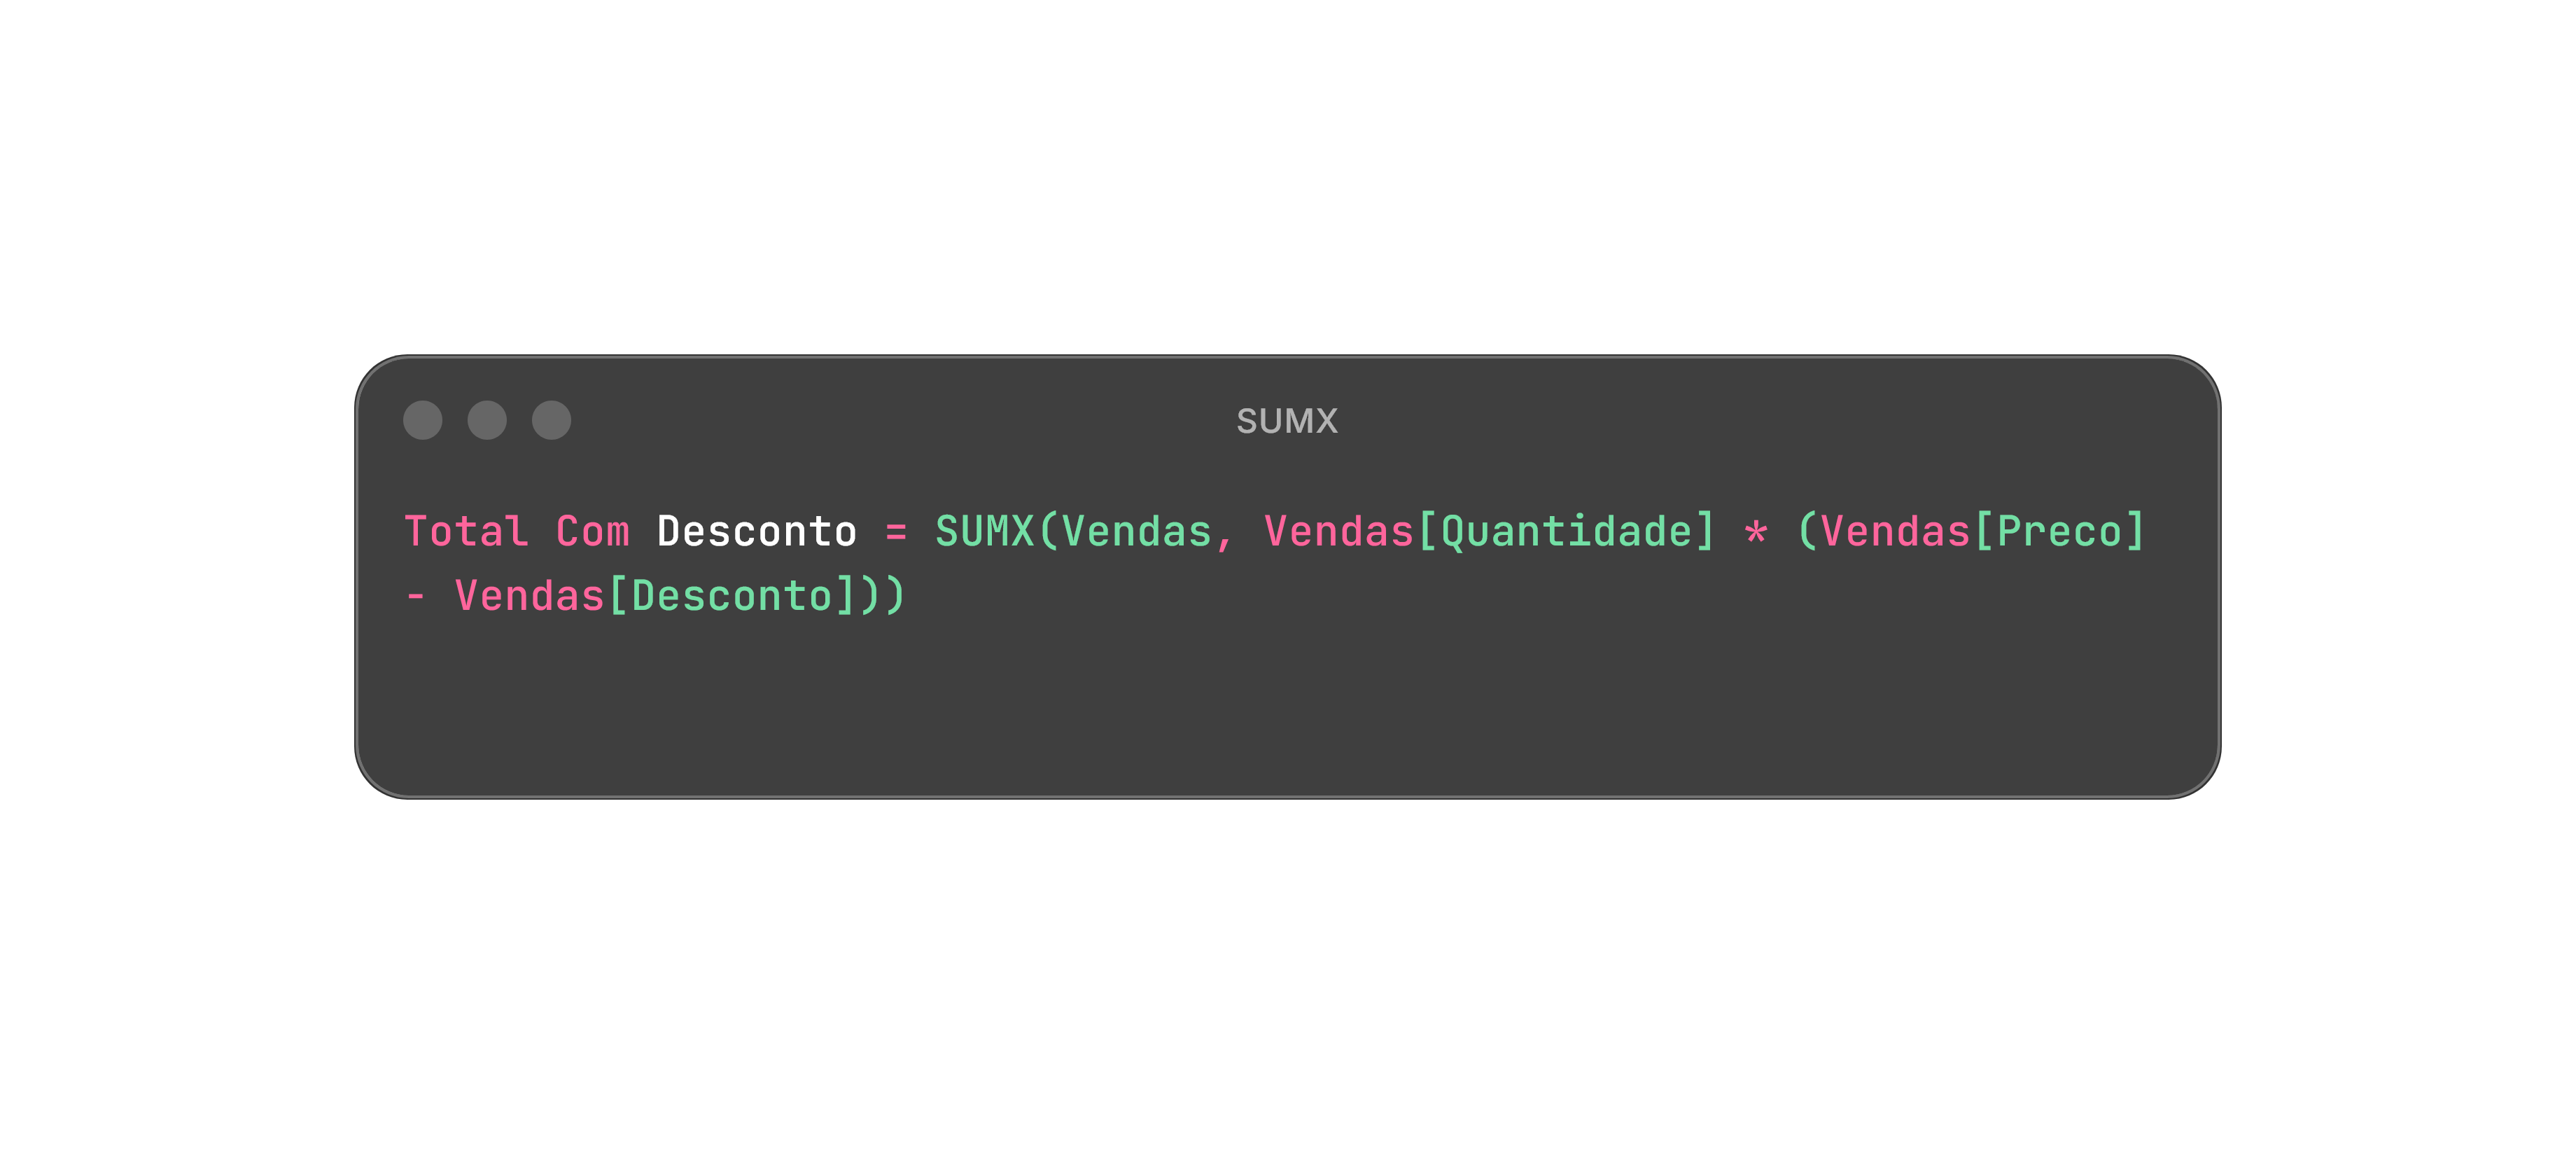 SUMX
Total Com Desconto = SUMX(Vendas, Vendas[Quantidade] * (Vendas[Preco]
- Vendas[Desconto]))